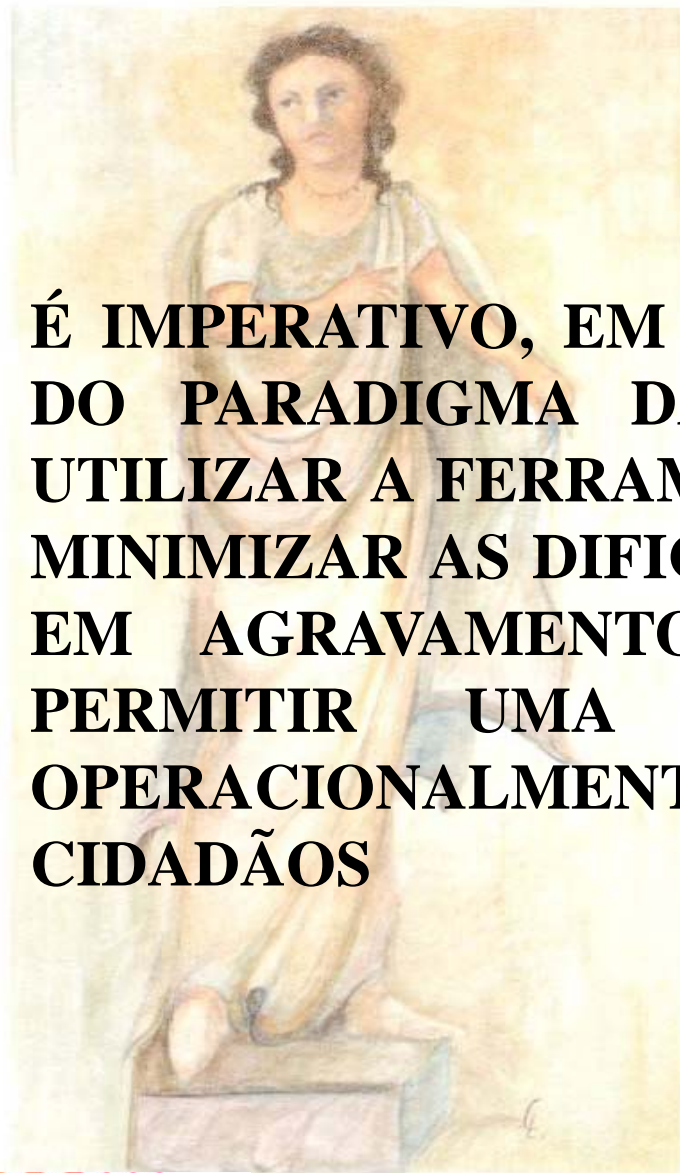 É IMPERATIVO, EM
DO PARADIGMA
UTILIZAR A
MINIMIZAR AS
EM
PERMITIR UMA
CIDADÃOS